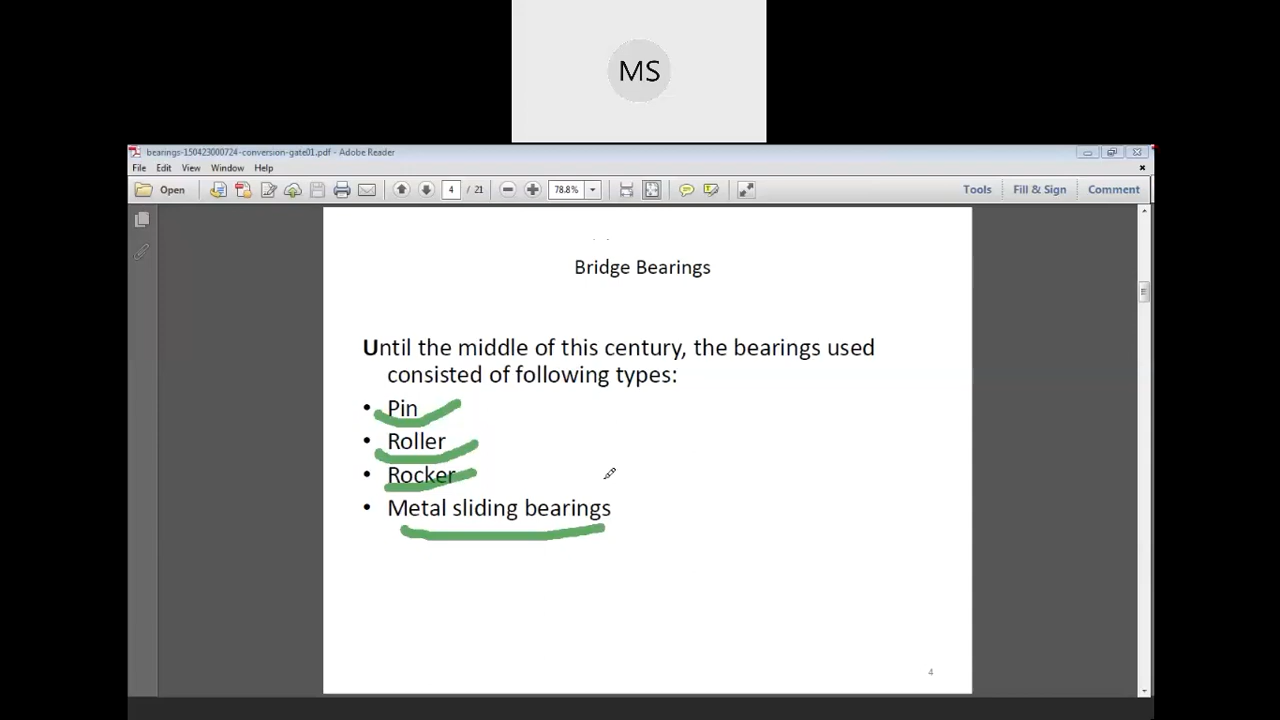 MS
bearings-150423000724-conversion-gate01.pdf - Adobe Reader
File Edit View Window Help
Open 4 / 21 78.8% Tools Fill & Sign Comment
Bridge Bearings
Until the middle of this century, the bearings used
consisted of following types:
• Pin
• Roller
• Rocker
• Metal sliding bearings
4